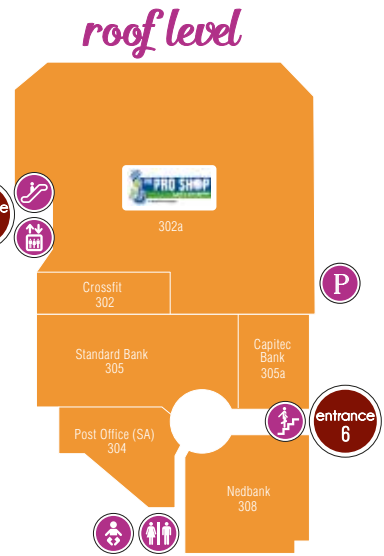 roof level
PRO SHOP
302a
Crossfit
302
P
Standard Bank
305
Capitec
Bank
305a
entrance
6
Post Office (SA)
304
Nedbank
308